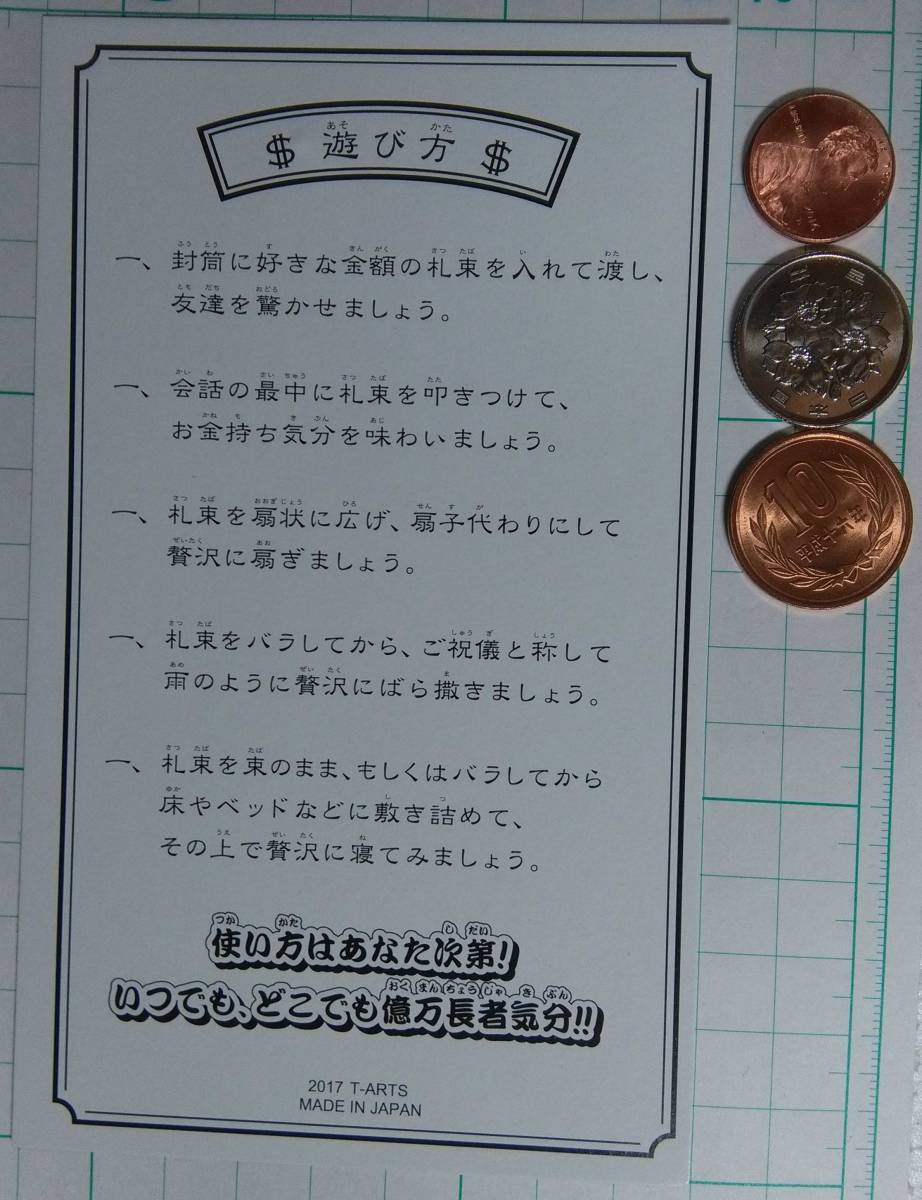 $ 遊び方 $
一、封筒に好きな金額の札束を入れて渡し、
友達を驚かせましょう。
一、会話の最中に札束を叩きつけて、
お金持ち気分を味わいましょう。
一、札束を扇状に広げ、扇子代わりにして
贅沢に扇ぎましょう。
一、札束をバラしてから、ご祝儀と称して
雨のように贅沢にばら撒きましょう。
一、札束を束のまま、もしくはバラしてから
床やベッドなどに敷き詰めて、
その上で贅沢に寝てみましょう。
使い方はあなた次第!
いつでも、どこでも億万長者気分!!
2017 T-ARTS
MADE IN JAPAN
日本国
10
平成十六年